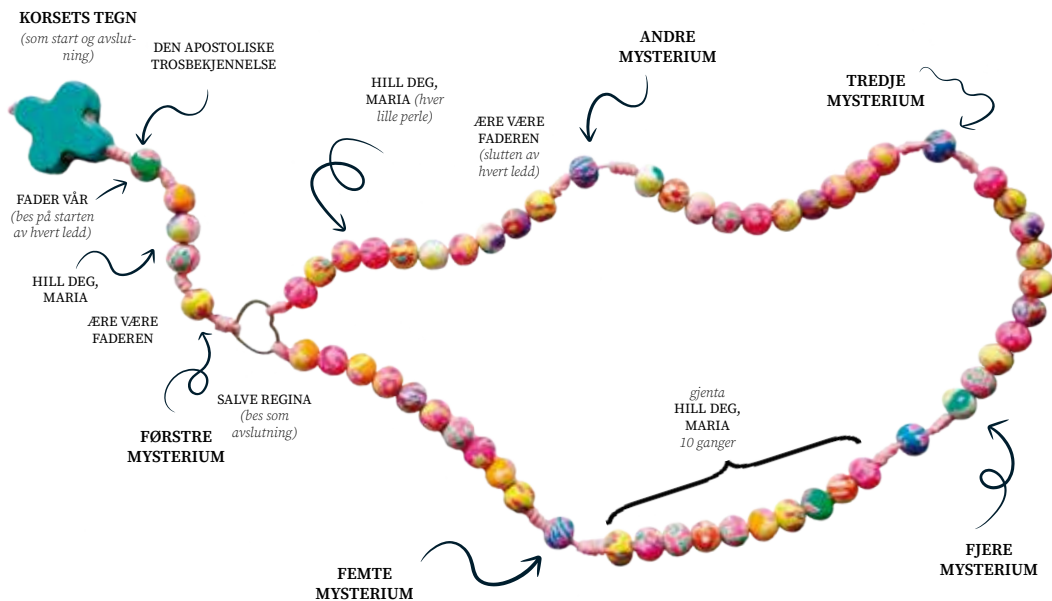 KORSETS TEGN
(som start og avslut-
ning)
DEN APOSTOLISKE
TROSBEKJENNELSE
HILL DEG,
MARIA (hver
lille perle)
ÆRE VÆRE
FADEREN
(slutten av
hvert ledd)
ANDRE
MYSTERIUM
TREDJE
MYSTERIUM
FADER VÅR
(bes på starten
av hvert ledd)
HILL DEG,
MARIA
ÆRE VÆRE
FADEREN
SALVE REGINA
(bes som
avslutning)
FØRSTRE
MYSTERIUM
gjenta
HILL DEG,
MARIA
10 ganger
FEMTE
MYSTERIUM
FJERE
MYSTERIUM